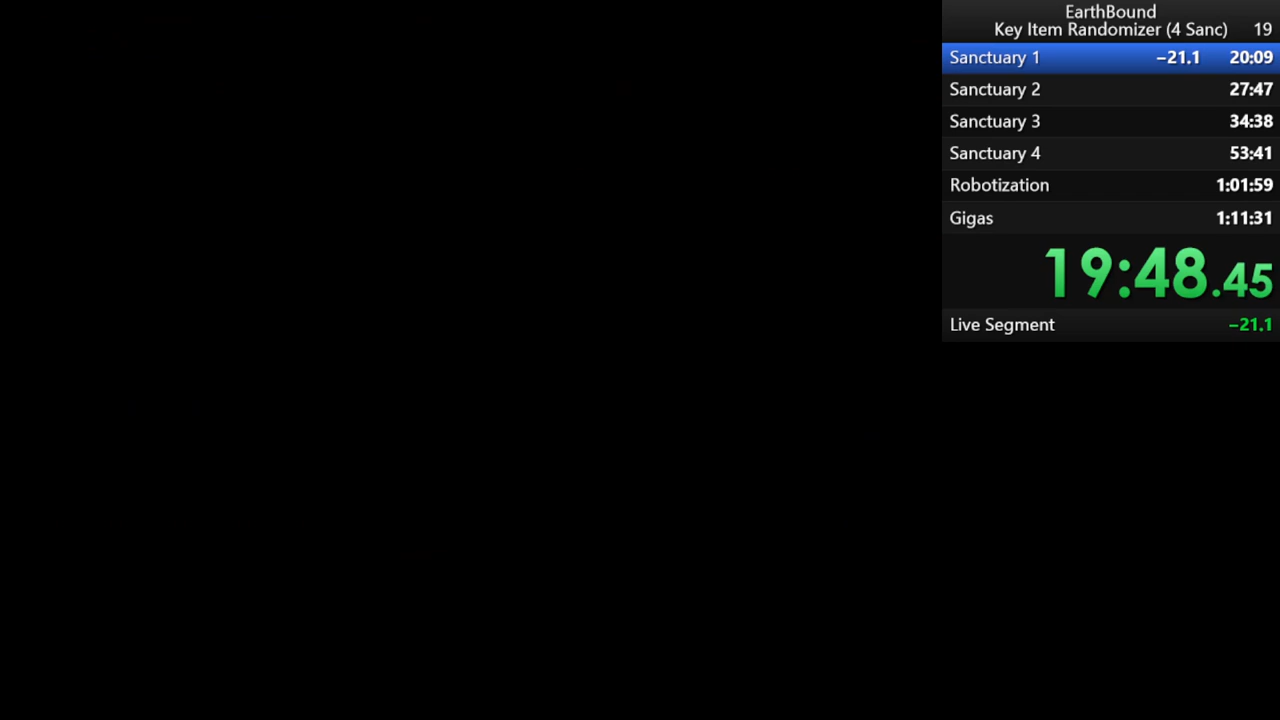 EarthBound
Key Item Randomizer (4 Sanc) 19
Sanctuary 1 −21.1 20:09
Sanctuary 2 27:47
Sanctuary 3 34:38
Sanctuary 4 53:41
Robotization 1:01:59
Gigas 1:11:31
19:48.45
Live Segment −21.1